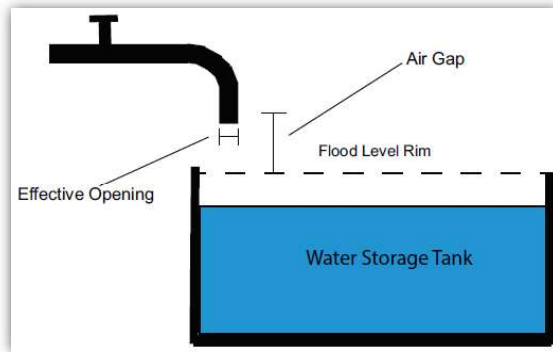 Air Gap
Flood Level Rim
Effective Opening
Water Storage Tank